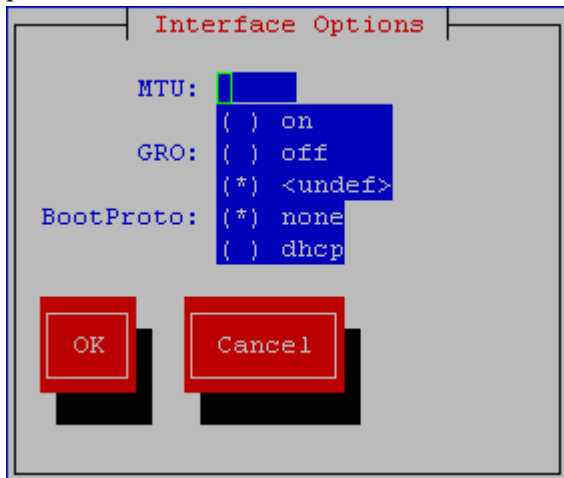 Interface Options
MTU:
( ) on
GRO: ( ) off
(*) <undef>
BootProto: (*) none
( ) dhcp
OK Cancel